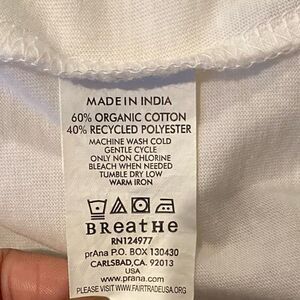 MADE IN INDIA
60% ORGANIC COTTON
40% RECYCLED POLYESTER
MACHINE WASH COLD
GENTLE CYCLE
ONLY NON CHLORINE
BLEACH WHEN NEEDED
TUMBLE DRY LOW
WARM IRON
BReatHe
RN124977
prAna P.O. BOX 130430
CARLSBAD,CA. 92013
USA
www.prana.com
PLEASE VISIT WWW.FAIRTRADEUSA.ORG